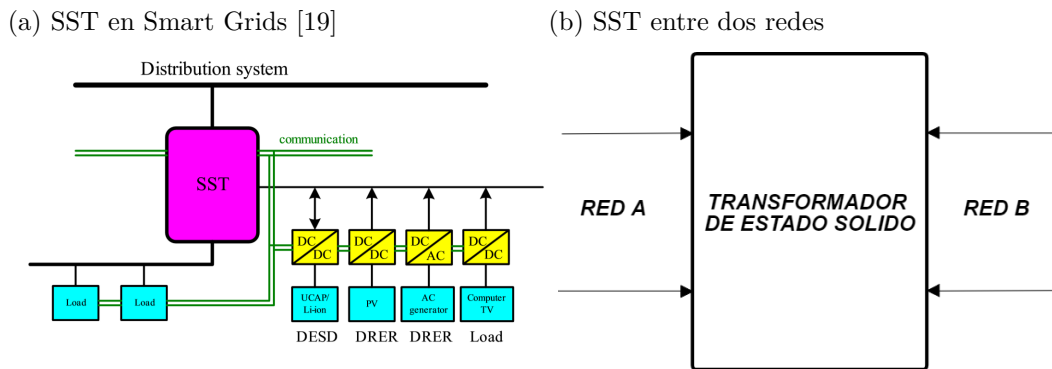 (a) SST en Smart Grids [19]
(b) SST entre dos redes
Distribution system
communication
SST
DC
DC
DC
DC
DC
AC
DC
DC
Load
Load
UCAP/
Li-ion
PV
AC
generator
Computer
TV
DESD
DRER
DRER
Load
RED A
TRANSFORMADOR
DE ESTADO SOLIDO
RED B